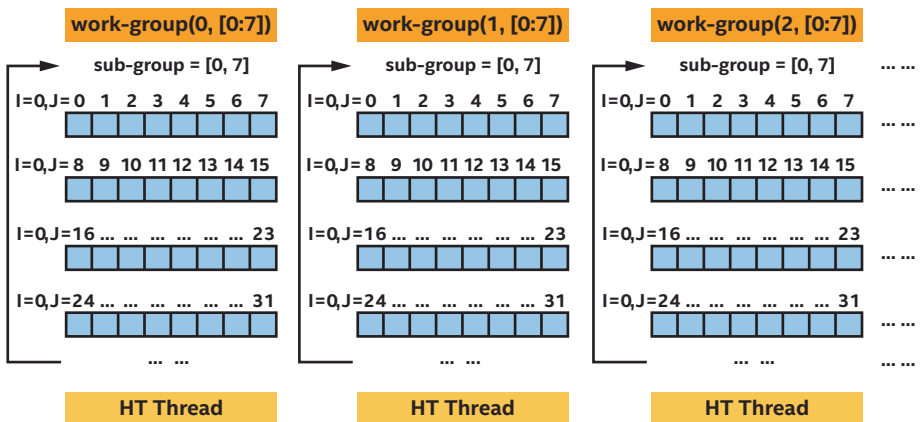 work-group(0, [0:7]) work-group(1, [0:7]) work-group(2, [0:7])
sub-group = [0, 7] sub-group = [0, 7] sub-group = [0, 7] ... ...
I=0,J= 0 1 2 3 4 5 6 7 I=0,J= 0 1 2 3 4 5 6 7 I=0,J= 0 1 2 3 4 5 6 7
... ...
I=0,J= 8 9 10 11 12 13 14 15 I=0,J= 8 9 10 11 12 13 14 15 I=0,J= 8 9 10 11 12 13 14 15
... ...
I=0,J=16 ... ... ... ... ... ... 23 I=0,J=16 ... ... ... ... ... ... 23 I=0,J=16 ... ... ... ... ... ... 23
... ...
I=0,J=24 ... ... ... ... ... ... 31 I=0,J=24 ... ... ... ... ... ... 31 I=0,J=24 ... ... ... ... ... ... 31
... ...
... ... ... ... ... ... ... ...
HT Thread HT Thread HT Thread